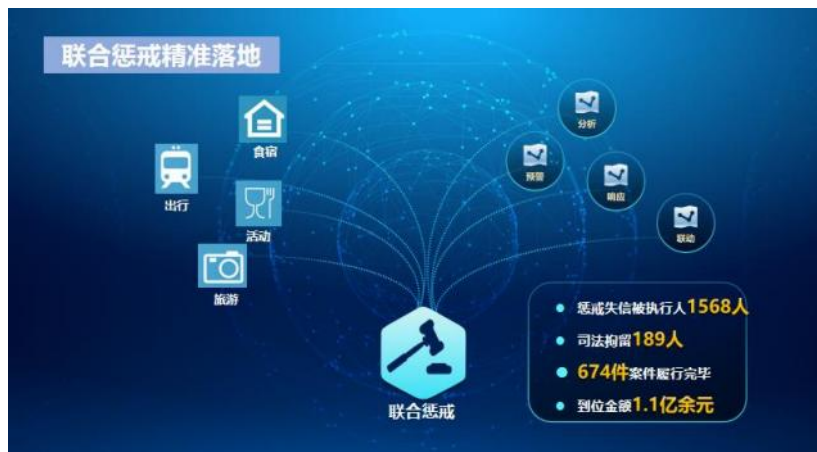 联合惩戒精准落地
食宿
出行
活动
旅游
分析
预警
响应
联动
联合惩戒
惩戒失信被执行人1568人
司法拘留189人
674件案件履行完毕
到位金额1.1亿余元